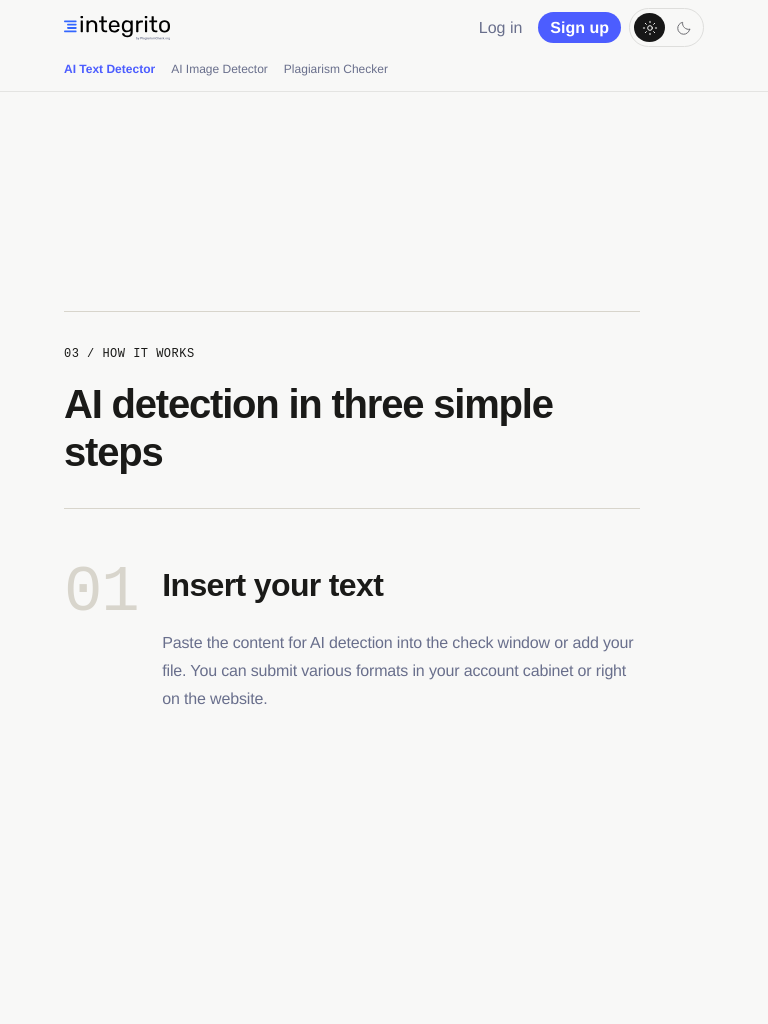 integrito
Log in
Sign up
AI Text Detector
AI Image Detector
Plagiarism Checker
03 / HOW IT WORKS
AI detection in three simple
steps
01
Insert your text
Paste the content for AI detection into the check window or add your
file. You can submit various formats in your account cabinet or right
on the website.